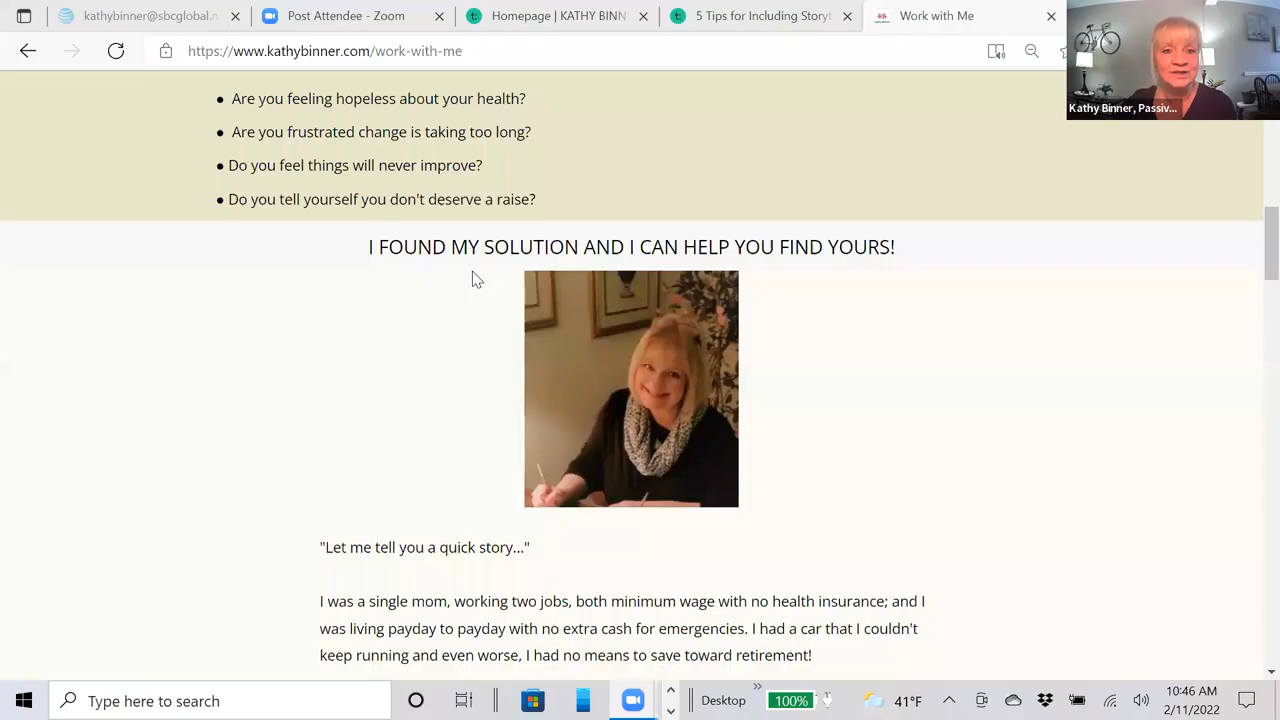 kathybinner@sbcgbal.n
Post Attendee - Zoom
Homepage | KATHY BINN
5 Tips for Including Storyt
Work with Me
https://www.kathybinner.com/work-with-me
Kathy Binner, Passiv...
● Are you feeling hopeless about your health?
● Are you frustrated change is taking too long?
● Do you feel things will never improve?
● Do you tell yourself you don't deserve a raise?
I FOUND MY SOLUTION AND I CAN HELP YOU FIND YOURS!
"Let me tell you a quick story..."
I was a single mom, working two jobs, both minimum wage with no health insurance; and I
was living payday to payday with no extra cash for emergencies. I had a car that I couldn't
keep running and even worse, I had no means to save toward retirement!
Type here to search
Desktop
100%
41°F
10:46 AM
2/11/2022